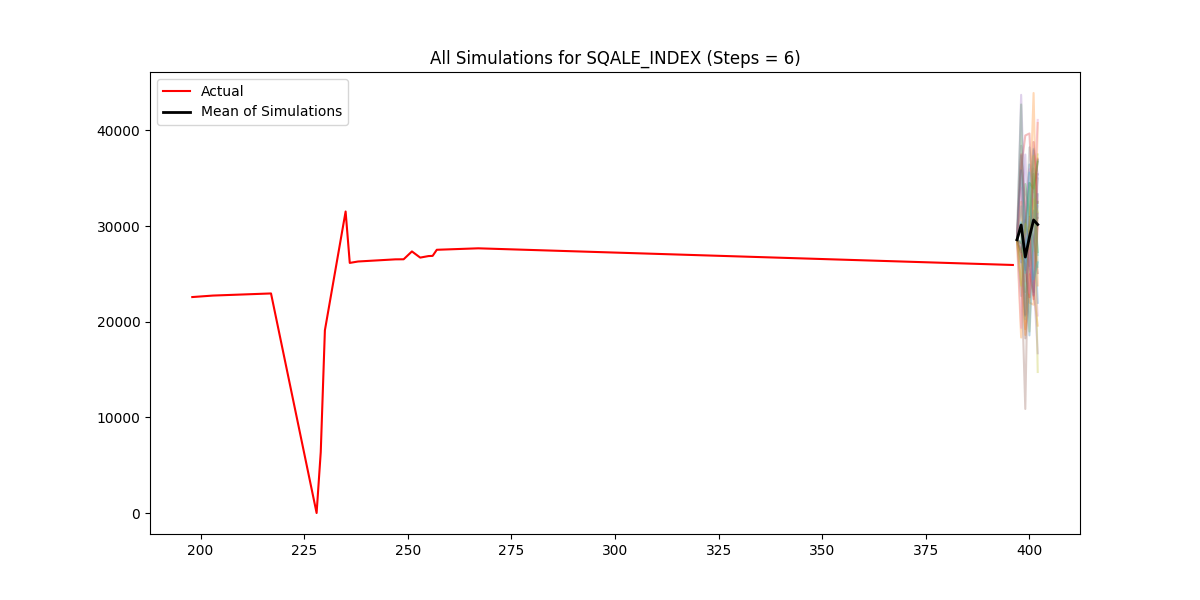 All Simulations for SQALE_INDEX (Steps = 6)
Actual
Mean of Simulations
40000
30000
20000
10000
0
200 225 250 275 300 325 350 375 400